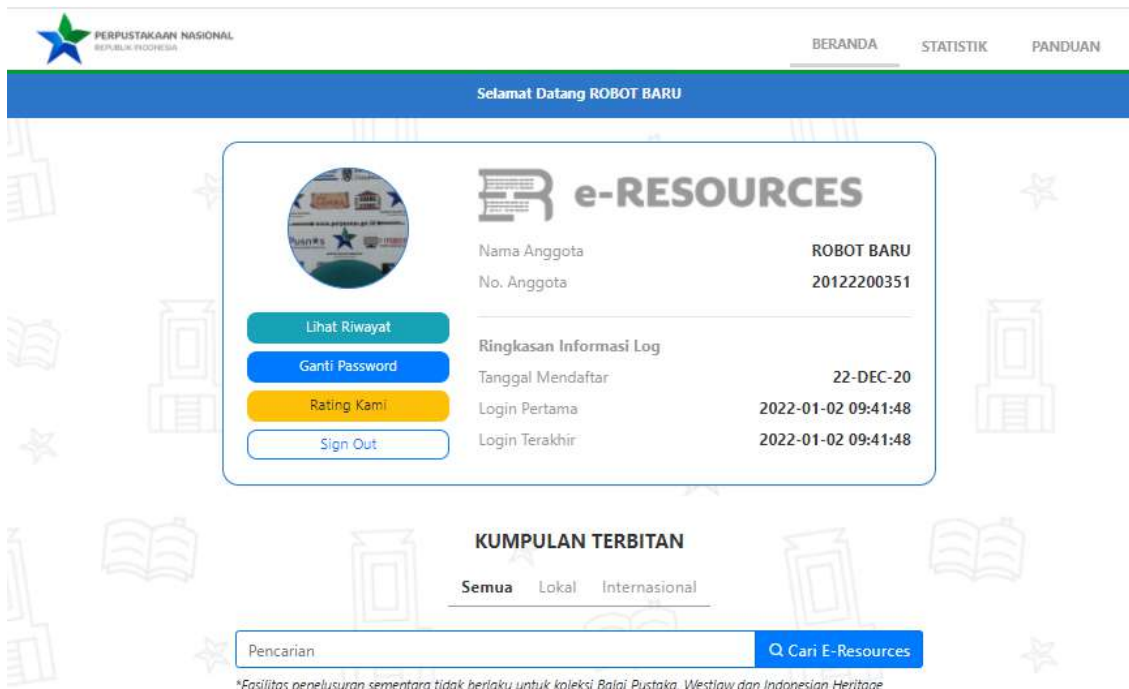 PERPUSTAKAAN NASIONAL
REPUBLIK INDONESIA
BERANDA STATISTIK PANDUAN
Selamat Datang ROBOT BARU
e-RESOURCES
Nama Anggota ROBOT BARU
No. Anggota 20122200351
Lihat Riwayat
Ganti Password
Rating Kami
Sign Out
Ringkasan Informasi Log
Tanggal Mendaftar 22-DEC-20
Login Pertama 2022-01-02 09:41:48
Login Terakhir 2022-01-02 09:41:48
KUMPULAN TERBITAN
Semua Lokal Internasional
Pencarian Cari E-Resources
*Fasilitas penelusuran sementara tidak berlaku untuk koleksi Balai Pustaka, Westlaw dan Indonesian Heritage